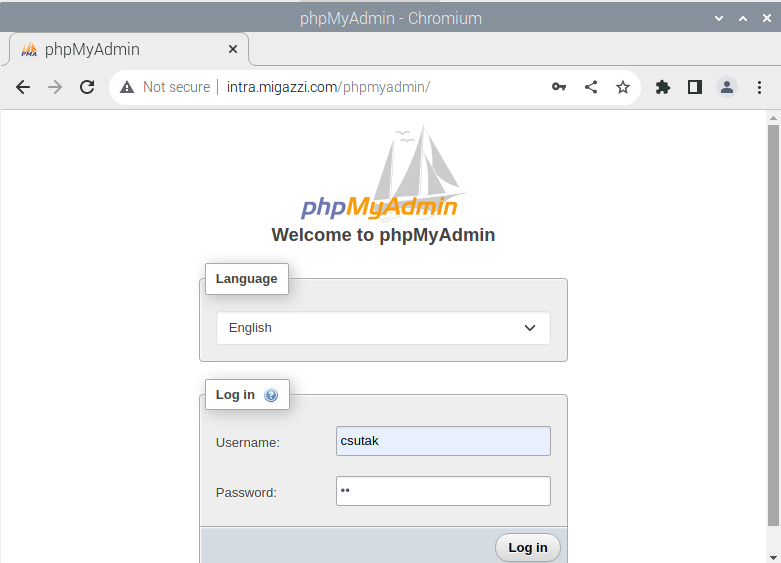 phpMyAdmin - Chromium
PMA phpMyAdmin
Not secure intra.migazzi.com/phpmyadmin/
phpMyAdmin
Welcome to phpMyAdmin
Language
English
Log in
Username: csutak
Password: ••
Log in